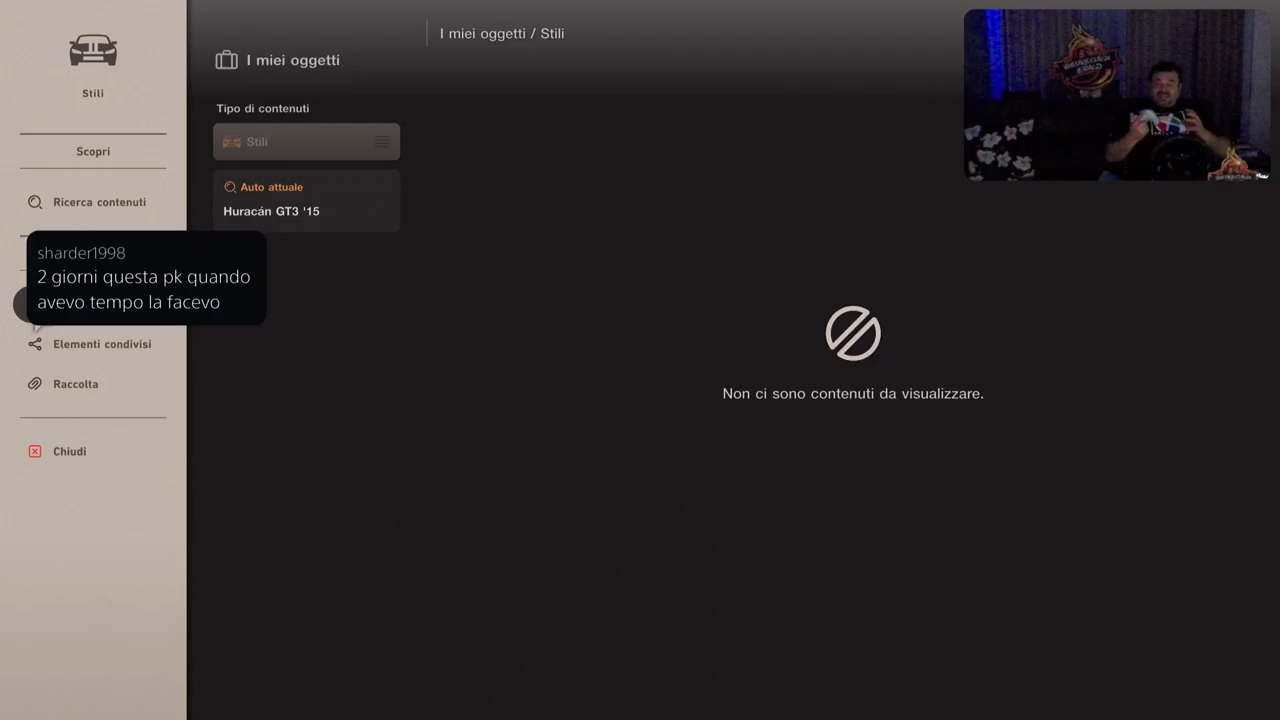 Stili
Scopri
Ricerca contenuti
sharder1998
2 giorni questa pk quando
avevo tempo la facevo
Elementi condivisi
Raccolta
Chiudi
I miei oggetti
Tipo di contenuti
Stili
Auto attuale
Huracán GT3 '15
I miei oggetti / Stili
Non ci sono contenuti da visualizzare.